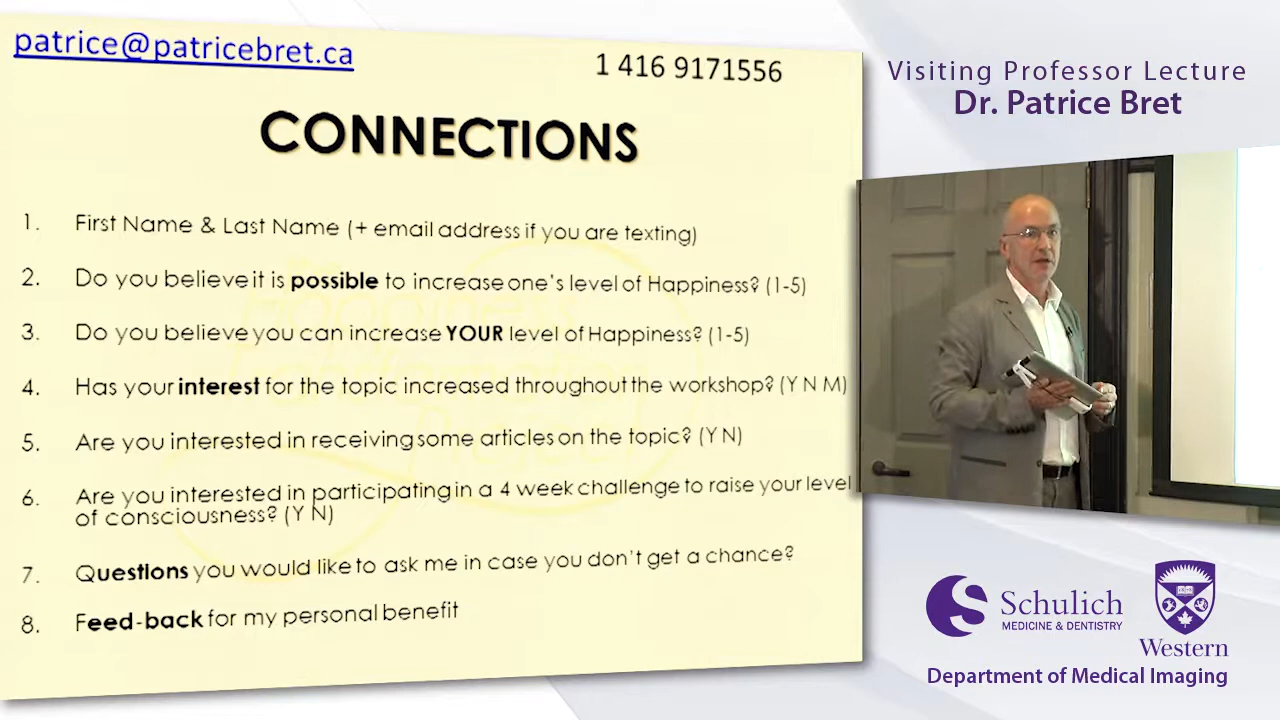 patrice@patricebret.ca
1 416 9171556
CONNECTIONS
1. First Name & Last Name (+ email address if you are texting)
2. Do you believe it is possible to increase one's level of Happiness? (1-5)
3. Do you believe you can increase YOUR level of Happiness? (1-5)
4. Has your interest for the topic increased throughout the workshop? (Y N M)
5. Are you interested in receiving some articles on the topic? (Y N)
6. Are you interested in participating in a 4 week challenge to raise your level
of consciousness? (Y N)
7. Questions you would like to ask me in case you don't get a chance?
8. Feed-back for my personal benefit
Visiting Professor Lecture
Dr. Patrice Bret
Schulich
MEDICINE & DENTISTRY
Western
Department of Medical Imaging